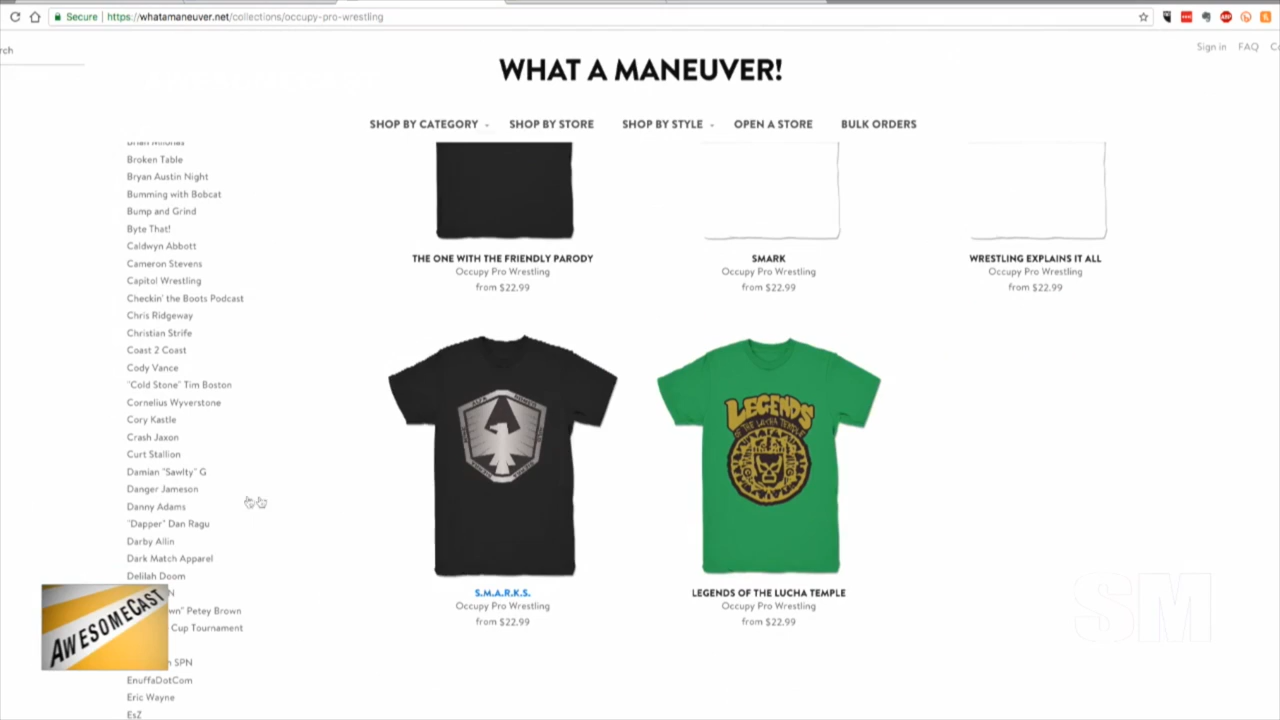 Secure | https://whatamaneuver.net/collections/occupy-pro-wrestling
rch
Sign in FAQ
WHAT A MANEUVER!
SHOP BY CATEGORY SHOP BY STORE SHOP BY STYLE OPEN A STORE BULK ORDERS
Brian Milonas
Broken Table
Bryan Austin Night
Bumming with Bobcat
Bump and Grind
Byte That!
Caldwyn Abbott
Cameron Stevens
Capitol Wrestling
Checkin' the Boots Podcast
Chris Ridgeway
Christian Strife
Coast 2 Coast
Cody Vance
"Cold Stone" Tim Boston
Cornelius Wyverstone
Cory Kastle
Crash Jaxon
Curt Stallion
Damian "Sawlty" G
Danger Jameson
Danny Adams
"Dapper" Dan Ragu
Darby Allin
Dark Match Apparel
Delilah Doom
N
wn" Petey Brown
Cup Tournament
n SPN
EnuffaDotCom
Eric Wayne
EsZ
THE ONE WITH THE FRIENDLY PARODY
Occupy Pro Wrestling
from $22.99
SMARK
Occupy Pro Wrestling
from $22.99
WRESTLING EXPLAINS IT ALL
Occupy Pro Wrestling
from $22.99
S.M.A.R.K.S.
Occupy Pro Wrestling
from $22.99
LEGENDS
OF THE LUCHA TEMPLE
LEGENDS OF THE LUCHA TEMPLE
Occupy Pro Wrestling
from $22.99
AWESOMECAST
SM